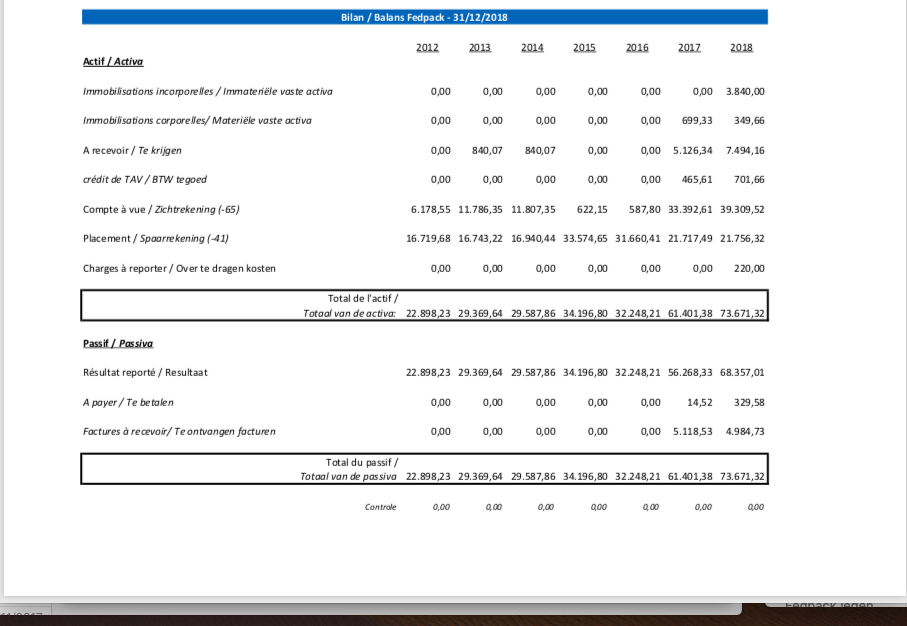 Bilan / Balans Fedpack - 31/12/2018
2012 2013 2014 2015 2016 2017 2018
Actif / Activa
Immobilisations incorporelles / Immateriële vaste activa 0,00 0,00 0,00 0,00 0,00 0,00 3.840,00
Immobilisations corporelles/ Materiële vaste activa 0,00 0,00 0,00 0,00 0,00 699,33 349,66
A recevoir / Te krijgen 0,00 840,07 840,07 0,00 0,00 5.126,34 7.494,16
crédit de TAV / BTW tegoed 0,00 0,00 0,00 0,00 0,00 465,61 701,66
Compte à vue / Zichtrekening (-65) 6.178,55 11.786,35 11.807,35 622,15 587,80 33.392,61 39.309,52
Placement / Spaarrekening (-41) 16.719,68 16.743,22 16.940,44 33.574,65 31.660,41 21.717,49 21.756,32
Charges à reporter / Over te dragen kosten 0,00 0,00 0,00 0,00 0,00 0,00 220,00
Total de l'actif /
Totaal van de activa: 22.898,23 29.369,64 29.587,86 34.196,80 32.248,21 61.401,38 73.671,32
Passif / Passiva
Résultat reporté / Resultaat 22.898,23 29.369,64 29.587,86 34.196,80 32.248,21 56.268,33 68.357,01
A payer / Te betalen 0,00 0,00 0,00 0,00 0,00 14,52 329,58
Factures à recevoir/ Te ontvangen facturen 0,00 0,00 0,00 0,00 0,00 5.118,53 4.984,73
Total du passif /
Totaal van de passiva 22.898,23 29.369,64 29.587,86 34.196,80 32.248,21 61.401,38 73.671,32
Controle 0,00 0,00 0,00 0,00 0,00 0,00 0,00